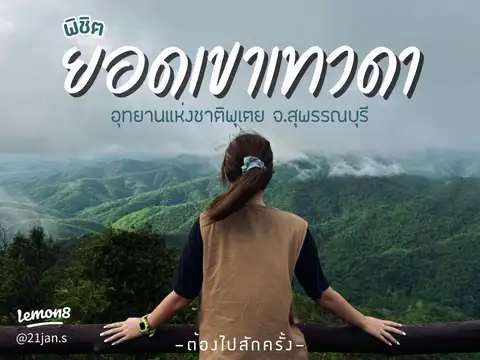 พิชิต
ยอดเขาเทวดา
อุทยานแห่งชาติพุเตย จ.สุพรรณบุรี
lemon8
@21jan.s
–ต้องไปสักครั้ง–